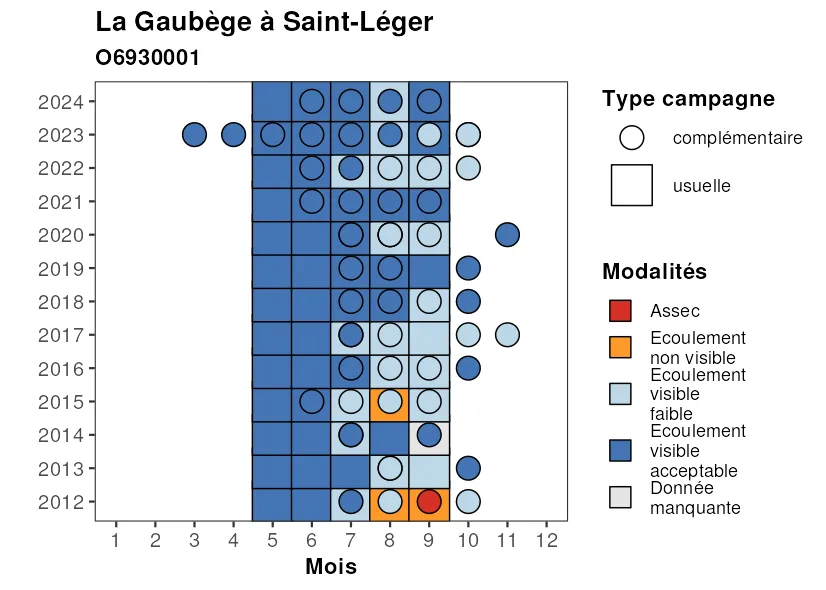 La Gaubège à Saint-Léger
O6930001
2024
2023
2022
2021
2020
2019
2018
2017
2016
2015
2014
2013
2012
1 2 3 4 5 6 7 8 9 10 11 12
Mois
Type campagne
complémentaire
usuelle
Modalités
Assec
Ecoulement
non visible
Ecoulement
visible
faible
Ecoulement
visible
acceptable
Donnée
manquante